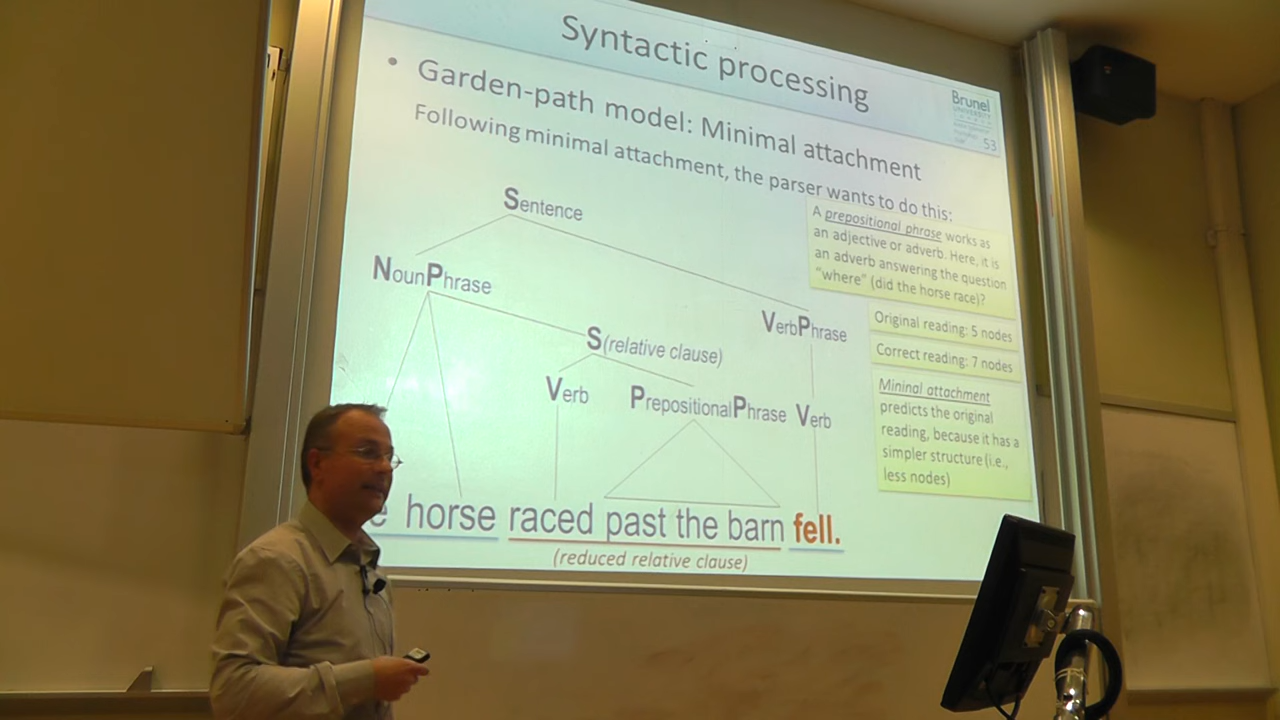 Syntactic processing
Brunel
UNIVERSITY
53
• Garden-path model: Minimal attachment
Following minimal attachment, the parser wants to do this:
Sentence
NounPhrase
VerbPhrase
S(relative clause)
Verb
PrepositionalPhrase
Verb
e horse raced past the barn fell.
(reduced relative clause)
A prepositional phrase works as
an adjective or adverb. Here, it is
an adverb answering the question
"where" (did the horse race)?
Original reading: 5 nodes
Correct reading: 7 nodes
Mininal attachment
predicts the original
reading, because it has a
simpler structure (i.e.,
less nodes)